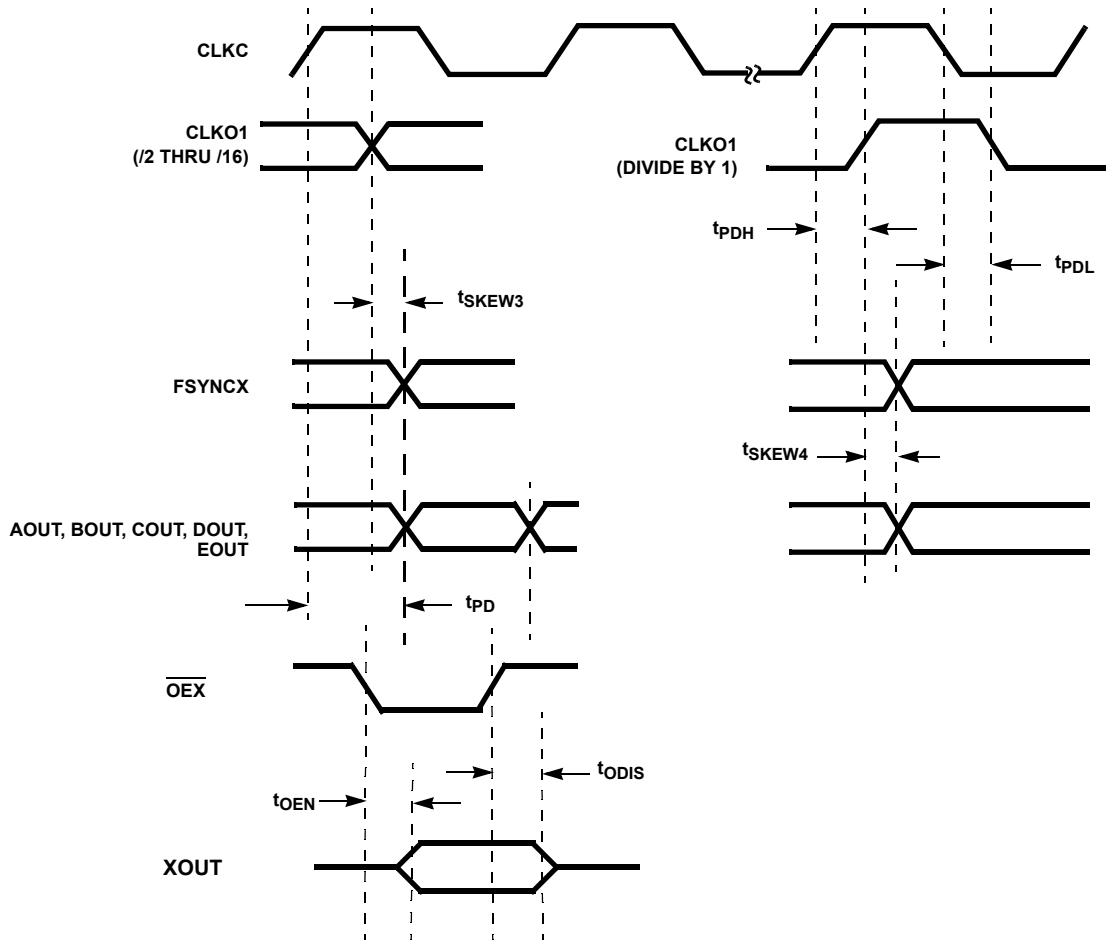 CLKC
CLKO1
(/2 THRU /16)
CLKO1
(DIVIDE BY 1)
tPDH
tPDL
tSKEW3
FSYNCX
tSKEW4
AOUT, BOUT, COUT, DOUT,
EOUT
tPD
OEX
tODIS
tOEN
XOUT